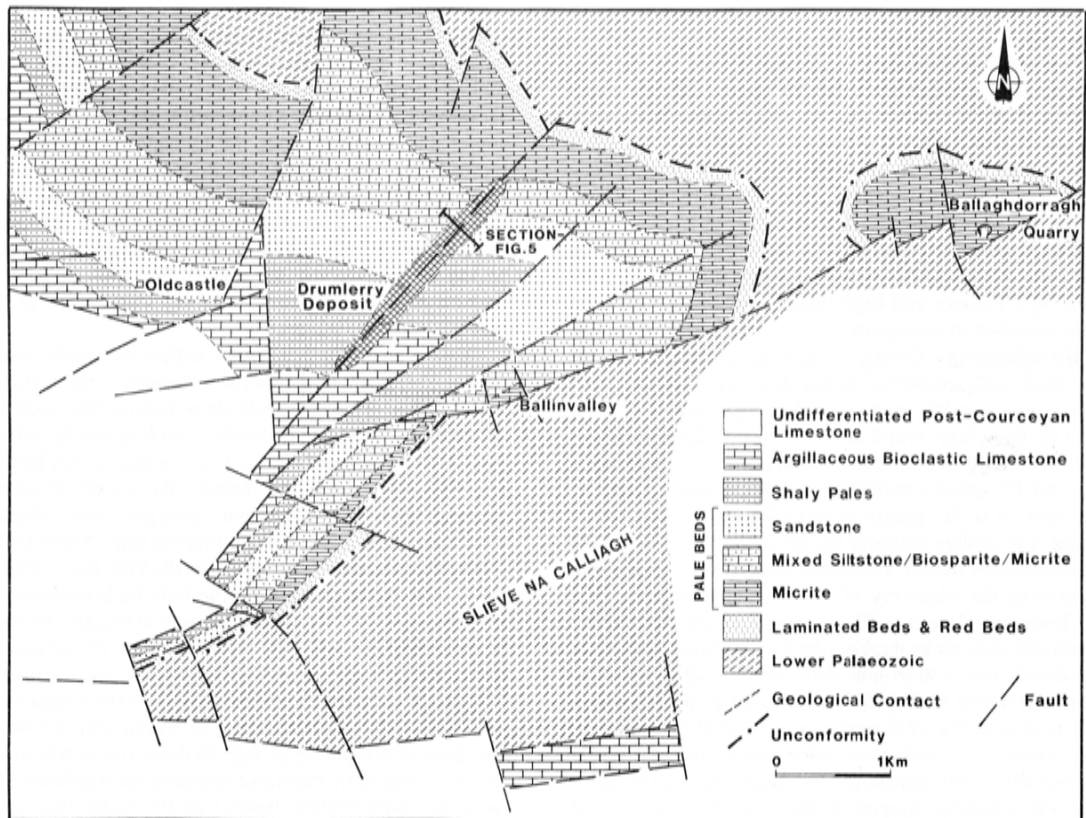 N
Ballaghdorragh
Quarry
SECTION-
FIG.5
Oldcastle
Drumlerry
Deposit
Ballinvalley
SLIEVE NA CALLIAGH
Undifferentiated Post-Courceyan
Limestone
Argillaceous Bioclastic Limestone
Shaly Pales
PALE BEDS
Sandstone
Mixed Siltstone/Biosparite/Micrite
Micrite
Laminated Beds & Red Beds
Lower Palaeozoic
Geological Contact
Fault
Unconformity
0 1Km